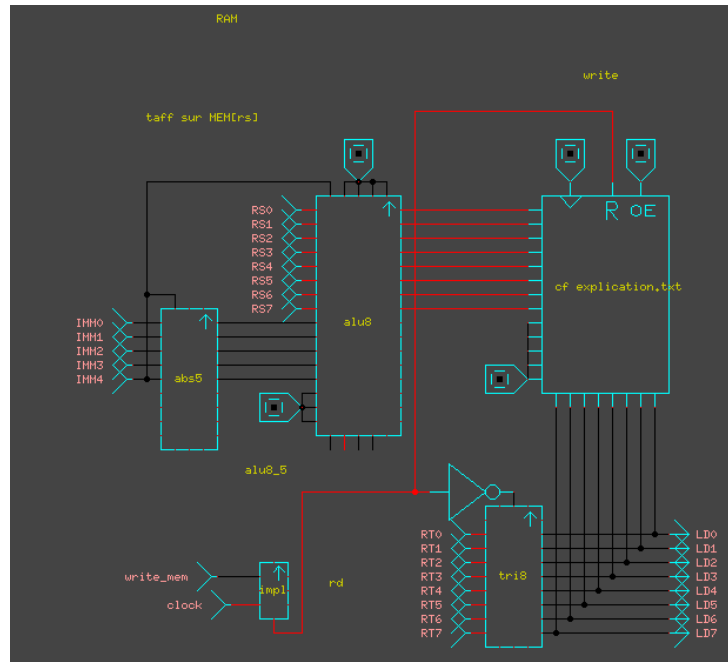 RAM
write
taff sur MEM[rs]
R OE
RS0
RS1
RS2
RS3
RS4
RS5
RS6
RS7
cf explication.txt
IMM0
IMM1
IMM2
IMM3
IMM4
alu8
abs5
alu8_5
RT0
RT1
RT2
RT3
RT4
RT5
RT6
RT7
tri8
LD0
LD1
LD2
LD3
LD4
LD5
LD6
LD7
write_mem
clock
impl
rd